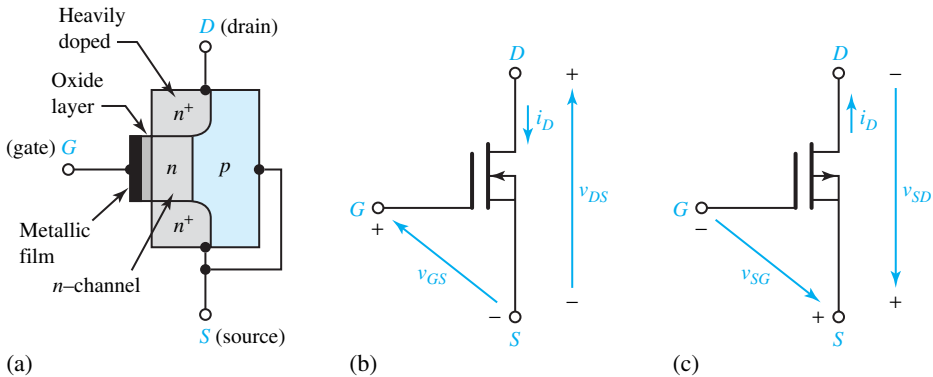 Heavily
doped
D (drain)
Oxide
layer
n+
(gate) G
n
p
n+
Metallic
film
n–channel
S (source)
(a)
D
+
iD
vDS
G
+
vGS
–
–
S
(b)
D
–
iD
vSD
G
–
vSG
+
+
S
(c)